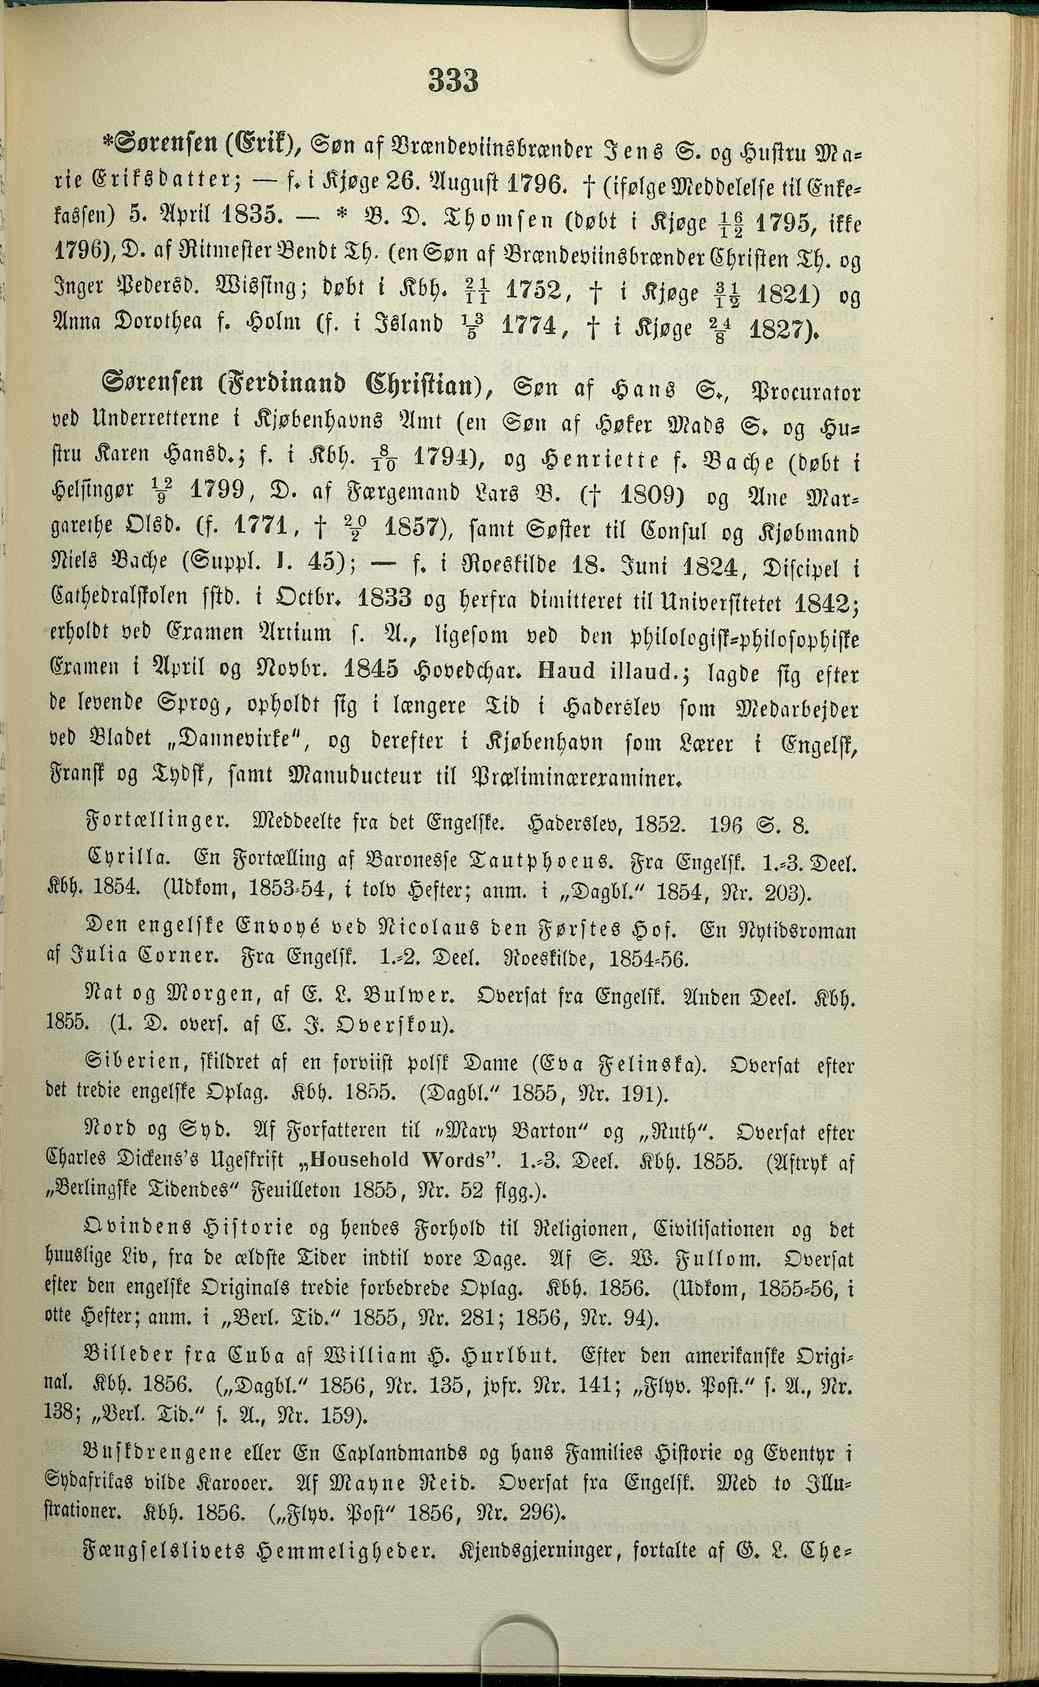 333
*Sørensen (Erik), Søn af Brændeviinsbrænder Jens S. og Hustru Ma-
rie Eriksdatter; — f. i Kjøge 26. August 1796. † (ifølge Meddelelse til Enke-
kassen) 5. April 1835. — * B. D. Thomsen (døbt i Kjøge 16/12 1795, ikke
1796), D. af Ritmester Bendt Th. (en Søn af Brændeviinsbrænder Christen Th. og
Inger Pedersd. Wissing; døbt i Kbh. 21/11 1752, † i Kjøge 31/12 1821) og
Anna Dorothea f. Holm (f. i Island 13/5 1774, † i Kjøge 24/8 1827).
Sørensen (Ferdinand Christian), Søn af Hans S., Procurator
ved Underretterne i Kjøbenhavns Amt (en Søn af Høker Mads S. og Hu-
stru Karen Hansd.; f. i Kbh. 8/10 1794), og Henriette f. Bache (døbt i
Helsingør 12/9 1799, D. af Færgemand Lars B. († 1809) og Ane Mar-
garethe Olsd. (f. 1771, † 20/2 1857), samt Søster til Consul og Kjøbmand
Niels Bache (Suppl. I. 45); — f. i Roeskilde 18. Juni 1824, Discipel i
Cathedralskolen sstd. i Octbr. 1833 og herfra dimitteret til Universitetet 1842;
erholdt ved Examen Artium s. A., ligesom ved den philologisk-philosophiske
Examen i April og Novbr. 1845 Hovedchar. Haud illaud.; lagde sig efter
de levende Sprog, opholdt sig i længere Tid i Haderslev som Medarbejder
ved Bladet „Dannevirke“, og derefter i Kjøbenhavn som Lærer i Engelsk,
Fransk og Tydsk, samt Manuducteur til Præliminærexaminer.
Fortællinger. Meddeelte fra det Engelske. Haderslev, 1852. 196 S. 8.
Cyrilla. En Fortælling af Baronesse Tautphoeus. Fra Engelsk. 1.-3. Deel.
Kbh. 1854. (Udkom, 1853-54, i tolv Hefter; anm. i „Dagbl.“ 1854, Nr. 203).
Den engelske Envoyé ved Nicolaus den Førstes Hof. En Nytidsroman
af Julia Corner. Fra Engelsk. 1.-2. Deel. Roeskilde, 1854-56.
Nat og Morgen, af E. L. Bulwer. Oversat fra Engelsk. Anden Deel. Kbh.
1855. (1. D. overs. af C. J. Overskou).
Siberien, skildret af en forviist polsk Dame (Eva Felinska). Oversat efter
det tredie engelske Oplag. Kbh. 1855. (Dagbl.“ 1855, Nr. 191).
Nord og Syd. Af Forfatteren til „Mary Barton“ og „Ruth“. Oversat efter
Charles Dickens's Ugeskrift „Household Words”. 1.-3. Deel. Kbh. 1855. (Aftryk af
„Berlingske Tidendes“ Feuilleton 1855, Nr. 52 flgg.).
Qvindens Historie og hendes Forhold til Religionen, Civilisationen og det
huuslige Liv, fra de ældste Tider indtil vore Dage. Af S. W. Fullom. Oversat
efter den engelske Originals tredie forbedrede Oplag. Kbh. 1856. (Udkom, 1855-56, i
otte Hefter; anm. i „Berl. Tid.“ 1855, Nr. 281; 1856, Nr. 94).
Billeder fra Cuba af William H. Hurlbut. Efter den amerikanske Origi-
nal. Kbh. 1856. („Dagbl.“ 1856, Nr. 135, jvfr. Nr. 141; „Flyv. Post.“ s. A., Nr.
138; „Berl. Tid.“ s. A., Nr. 159).
Buskdrengene eller En Caplandmands og hans Families Historie og Eventyr i
Sydafrikas vilde Karooer. Af Mayne Reid. Oversat fra Engelsk. Med to Illu-
strationer. Kbh. 1856. („Flyv. Post“ 1856, Nr. 296).
Fængselslivets Hemmeligheder. Kjendsgjerninger, fortalte af G. L. Che-